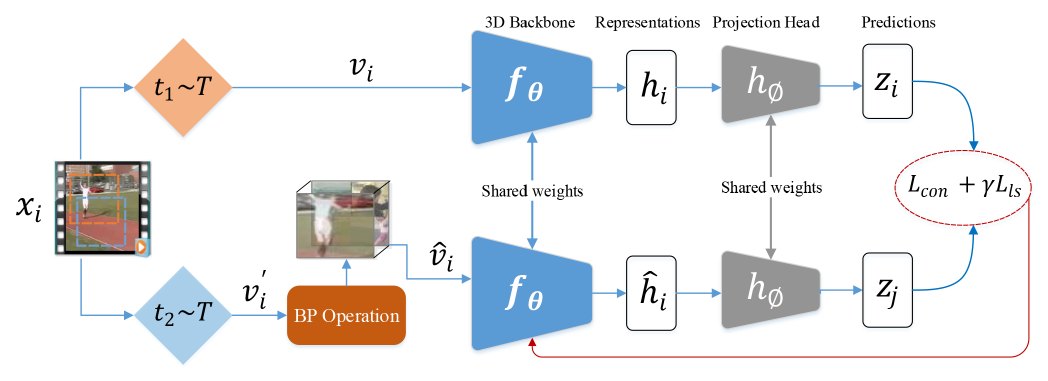 3D Backbone Representations Projection Head Predictions
t₁~T
vᵢ
f_θ
hᵢ
h_∅
zᵢ
xᵢ
Shared weights
Shared weights
L_con + γL_ls
t₂~T
vᵢ′
BP Operation
v̂ᵢ
f_θ
ĥᵢ
h_∅
zⱼ